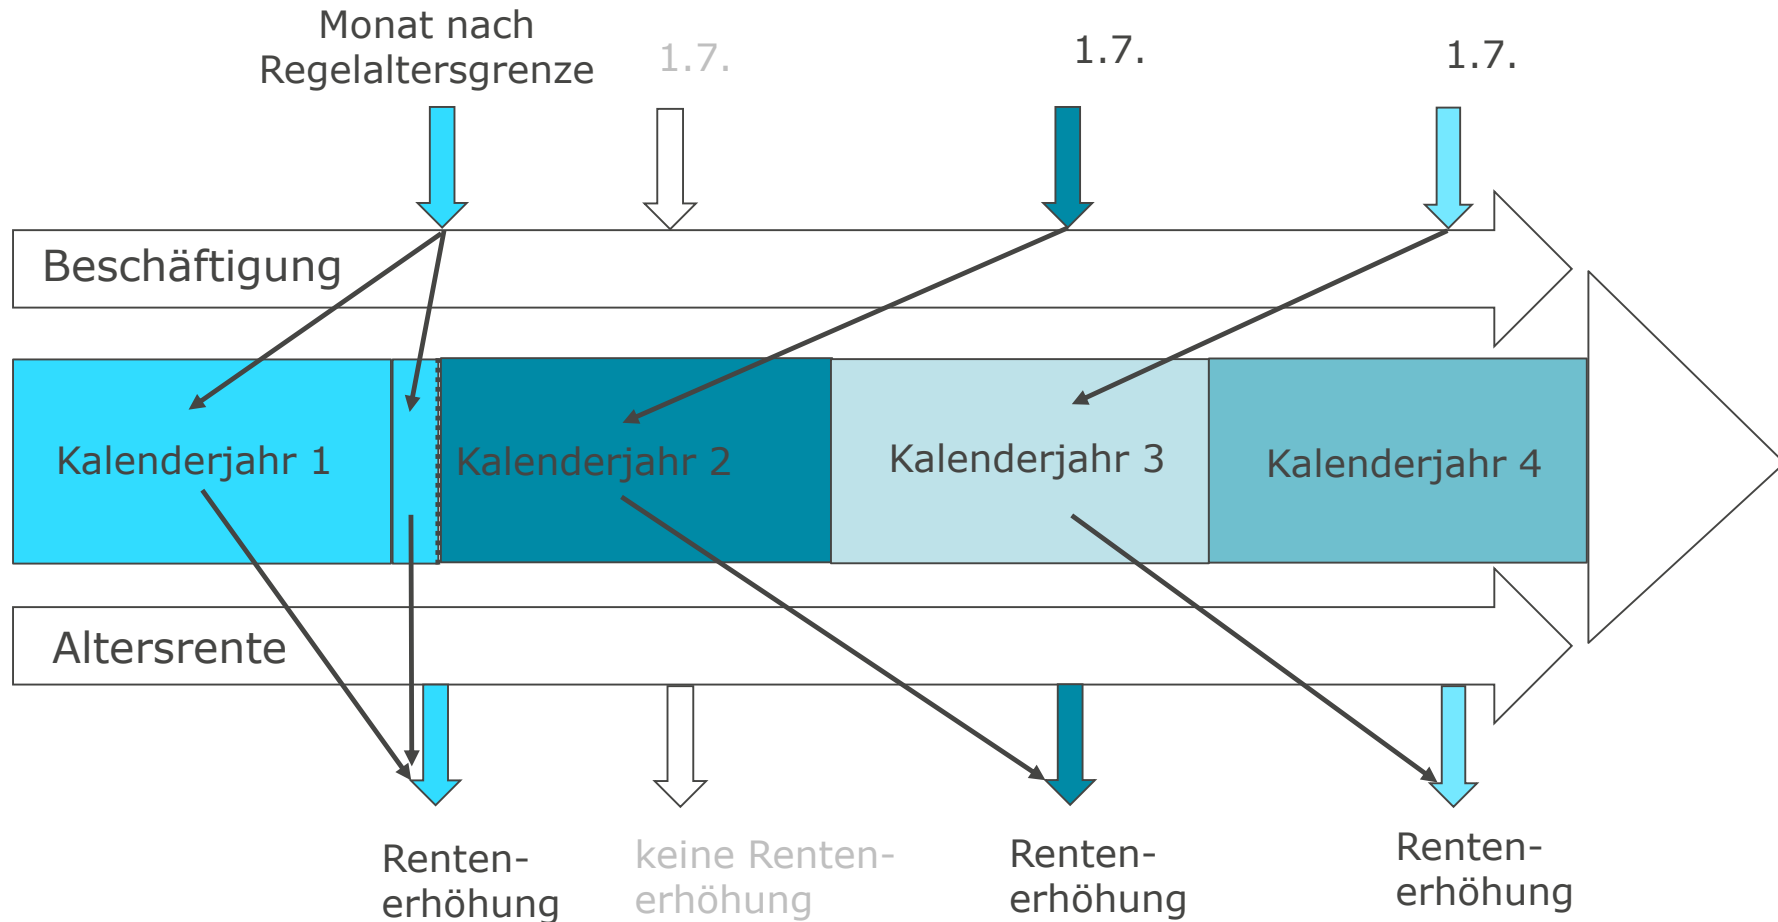 Monat nach
Regelaltersgrenze
1.7.
1.7.
1.7.
Beschäftigung
Kalenderjahr 1
Kalenderjahr 2
Kalenderjahr 3
Kalenderjahr 4
Altersrente
Renten-
erhöhung
keine Renten-
erhöhung
Renten-
erhöhung
Renten-
erhöhung